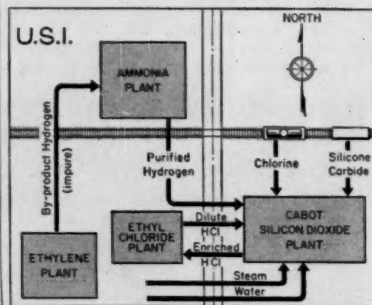 U.S.I.
NORTH
AMMONIA
PLANT
By-product Hydrogen
(impure)
Purified
Hydrogen
Chlorine
Silicone
Carbide
ETHYL
CHLORIDE
PLANT
Dilute
HCl
Enriched
HCl
CABOT
SILICON DIOXIDE
PLANT
ETHYLENE
PLANT
Steam
Water